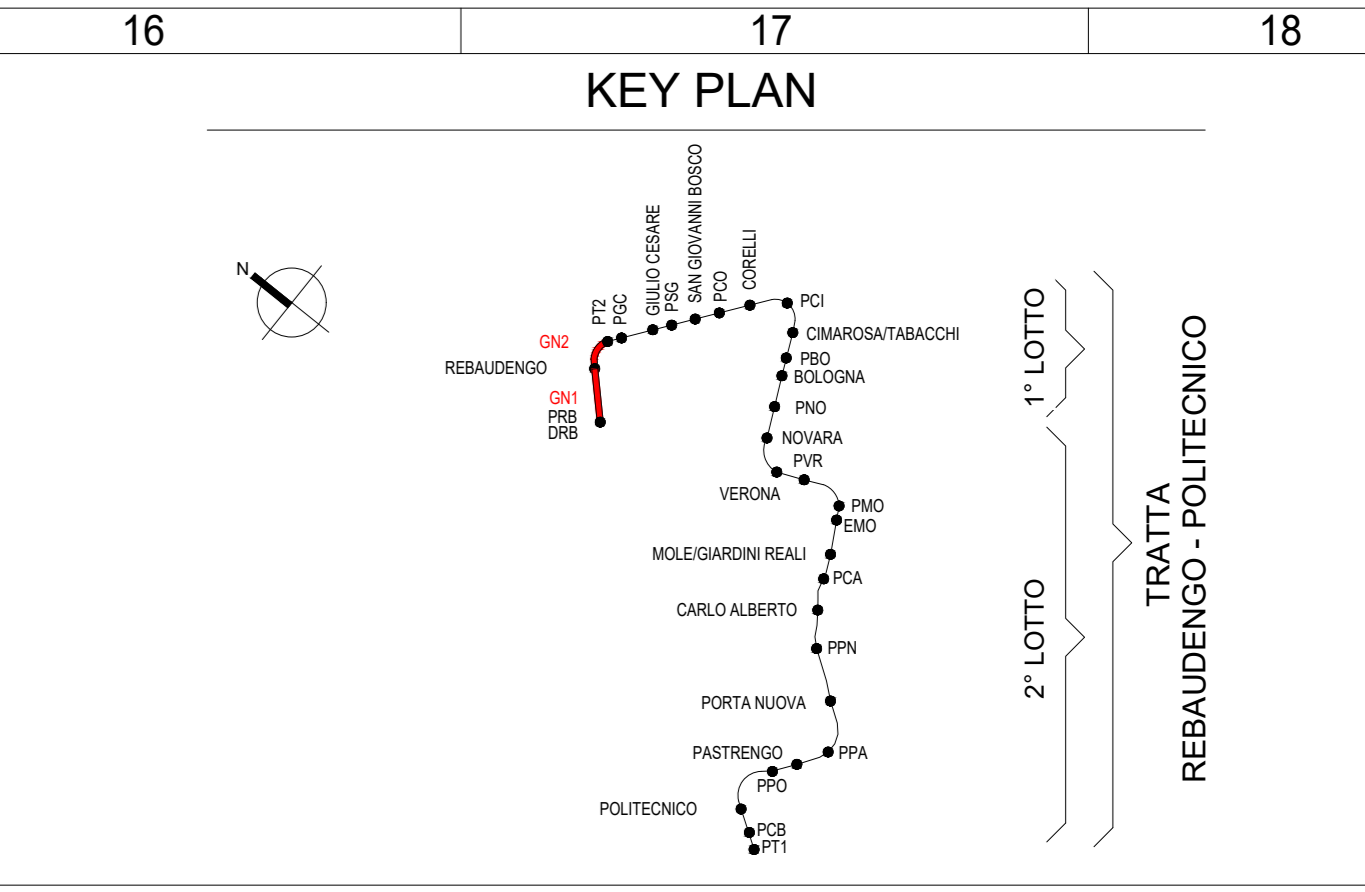 16
17
18
KEY PLAN
N
PT2
PGC
GIULIO CESARE
PSG
SAN GIOVANNI BOSCO
PCO
CORELLI
PCI
CIMAROSA/TABACCHI
GN2
REBAUDENGO
PBO
BOLOGNA
GN1
PRB
DRB
PNO
NOVARA
PVR
VERONA
PMO
EMO
MOLE/GIARDINI REALI
PCA
CARLO ALBERTO
PPN
PORTA NUOVA
PASTRENGO
PPA
PPO
POLITECNICO
PCB
PT1
1° LOTTO
2° LOTTO
TRATTA
REBAUDENGO - POLITECNICO